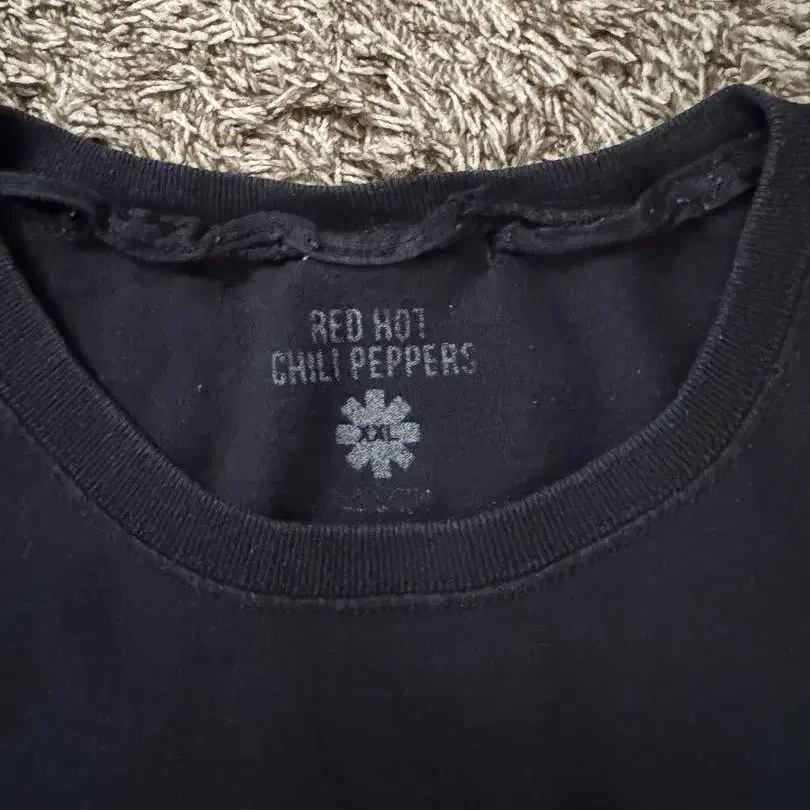 RED HOT
CHILI PEPPERS
XXL